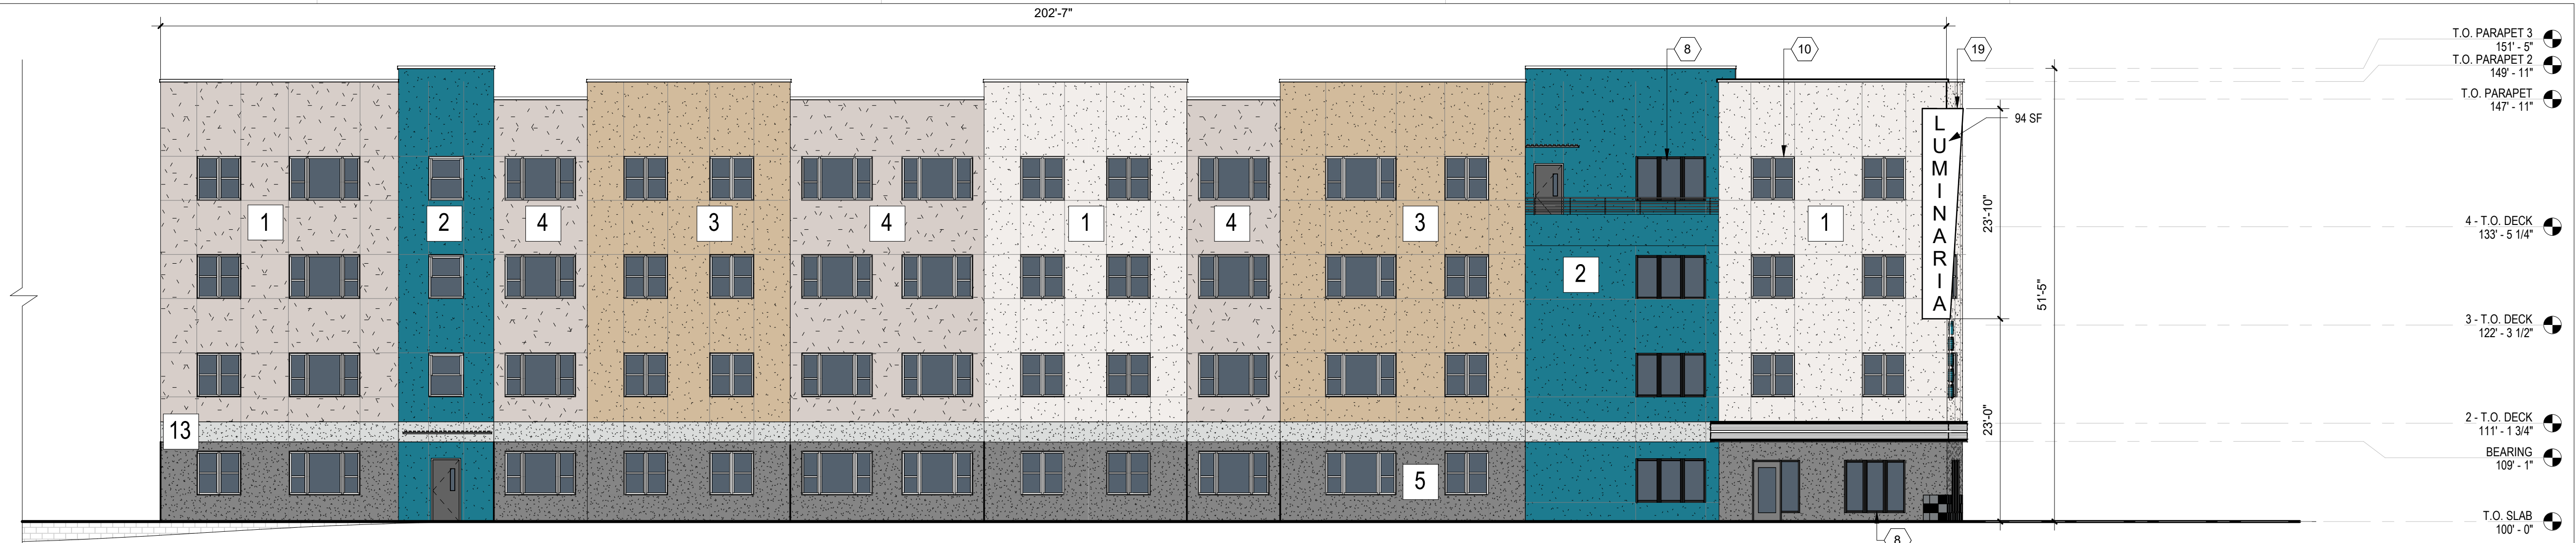 202'-7"
8
10
19
T.O. PARAPET 3
151' - 5"
T.O. PARAPET 2
149' - 11"
T.O. PARAPET
147' - 11"
94 SF
LUMINARIA
1
2
4
3
4
1
4
3
2
1
23'-10"
51'-5"
4 - T.O. DECK
133' - 5 1/4"
3 - T.O. DECK
122' - 3 1/2"
13
23'-0"
2 - T.O. DECK
111' - 1 3/4"
BEARING
109' - 1"
5
T.O. SLAB
100' - 0"
8